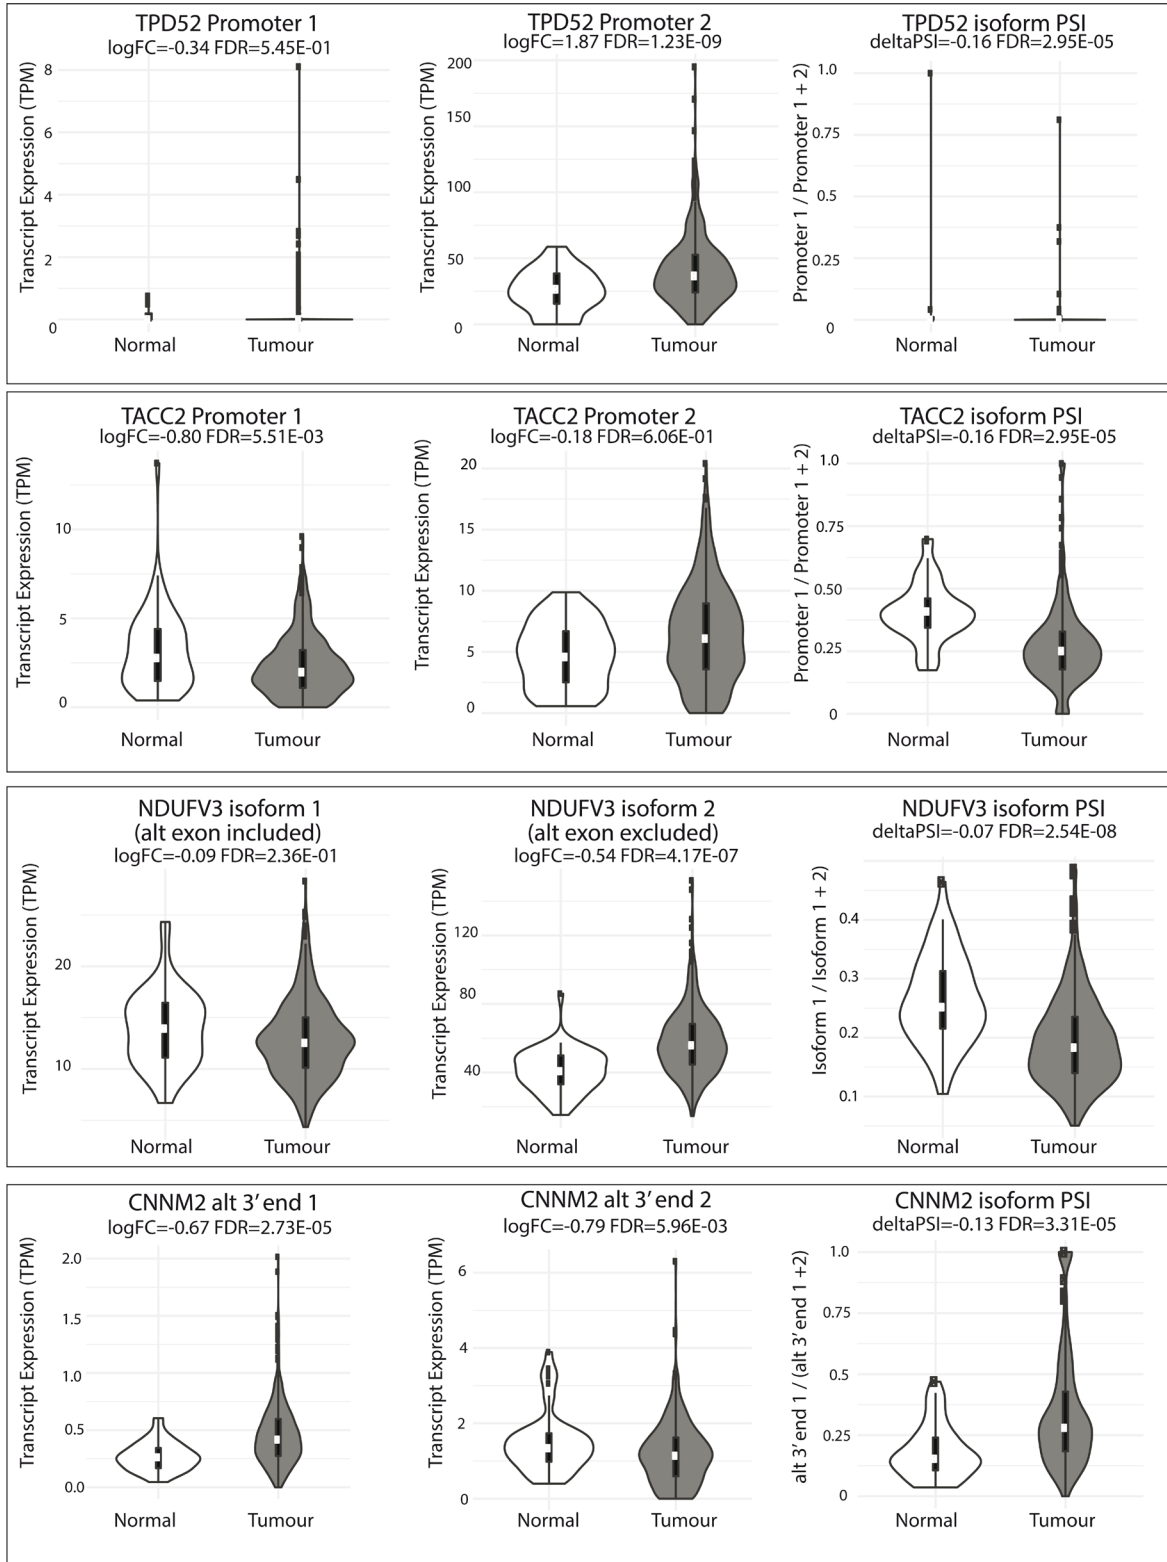 TPD52 Promoter 1
logFC=-0.34 FDR=5.45E-01
Transcript Expression (TPM)
8
6
4
2
0
Normal Tumour
TPD52 Promoter 2
logFC=1.87 FDR=1.23E-09
Transcript Expression (TPM)
200
150
100
50
0
Normal Tumour
TPD52 isoform PSI
deltaPSI=-0.16 FDR=2.95E-05
Promoter 1 / Promoter 1 + 2)
1.0
0.75
0.5
0.25
0
Normal Tumour
TACC2 Promoter 1
logFC=-0.80 FDR=5.51E-03
Transcript Expression (TPM)
10
5
0
Normal Tumour
TACC2 Promoter 2
logFC=-0.18 FDR=6.06E-01
Transcript Expression (TPM)
20
15
10
5
0
Normal Tumour
TACC2 isoform PSI
deltaPSI=-0.16 FDR=2.95E-05
Promoter 1 / Promoter 1 + 2)
1.0
0.75
0.50
0.25
0
Normal Tumour
NDUFV3 isoform 1
(alt exon included)
logFC=-0.09 FDR=2.36E-01
Transcript Expression (TPM)
20
10
Normal Tumour
NDUFV3 isoform 2
(alt exon excluded)
logFC=-0.54 FDR=4.17E-07
Transcript Expression (TPM)
120
80
40
Normal Tumour
NDUFV3 isoform PSI
deltaPSI=-0.07 FDR=2.54E-08
Isoform 1 / Isoform 1 + 2)
0.4
0.3
0.2
0.1
Normal Tumour
CNNM2 alt 3’ end 1
logFC=-0.67 FDR=2.73E-05
Transcript Expression (TPM)
2.0
1.5
1.0
0.5
0.0
Normal Tumour
CNNM2 alt 3’ end 2
logFC=-0.79 FDR=5.96E-03
Transcript Expression (TPM)
6
4
2
0
Normal Tumour
CNNM2 isoform PSI
deltaPSI=-0.13 FDR=3.31E-05
alt 3’ end 1 / (alt 3’ end 1 +2)
1.0
0.75
0.5
0.25
0
Normal Tumour